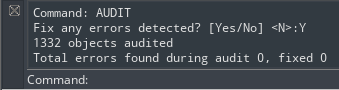 Command: AUDIT
Fix any errors detected? [Yes/No] <N>:Y
1332 objects audited
Total errors found during audit 0, fixed 0
Command: